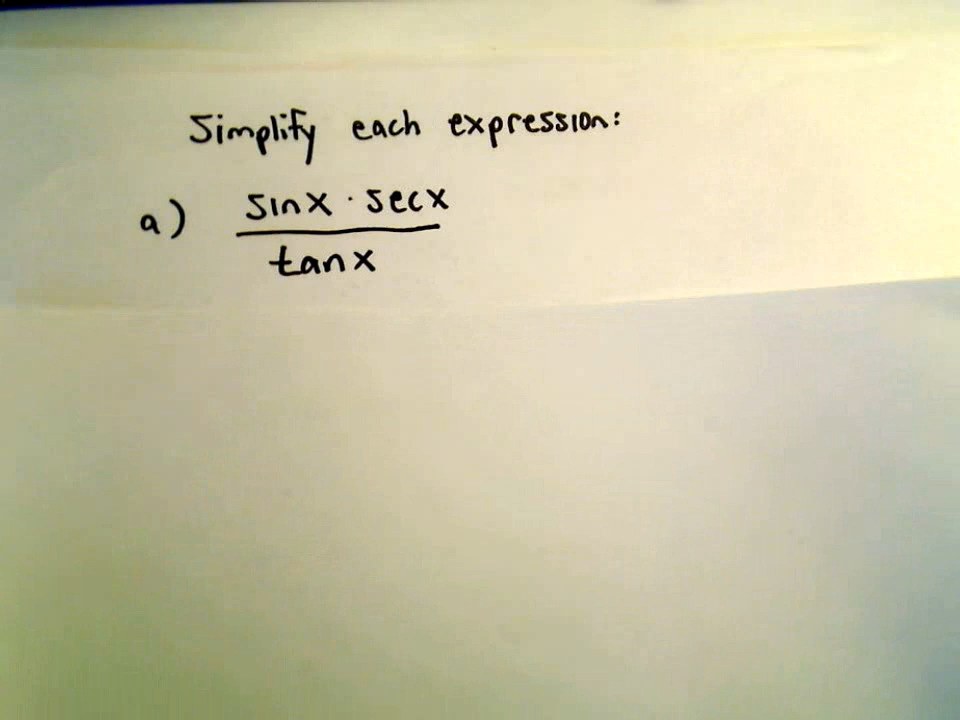 Simplify each expression:
a) sinx · secx
tanx